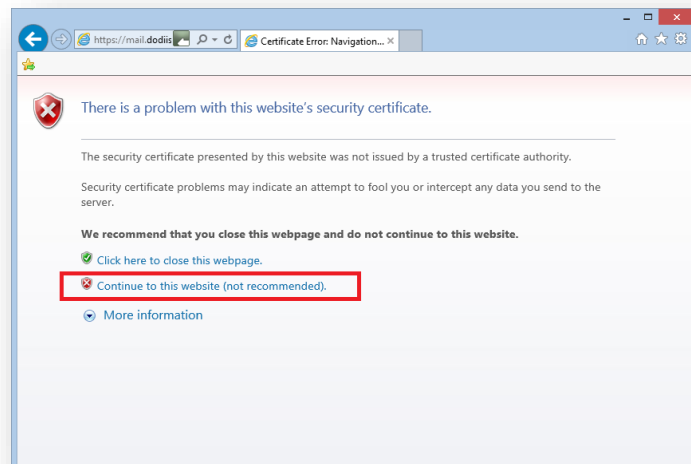 https://mail.dodiis
Certificate Error: Navigation...
There is a problem with this website's security certificate.
The security certificate presented by this website was not issued by a trusted certificate authority.
Security certificate problems may indicate an attempt to fool you or intercept any data you send to the
server.
We recommend that you close this webpage and do not continue to this website.
Click here to close this webpage.
Continue to this website (not recommended).
More information